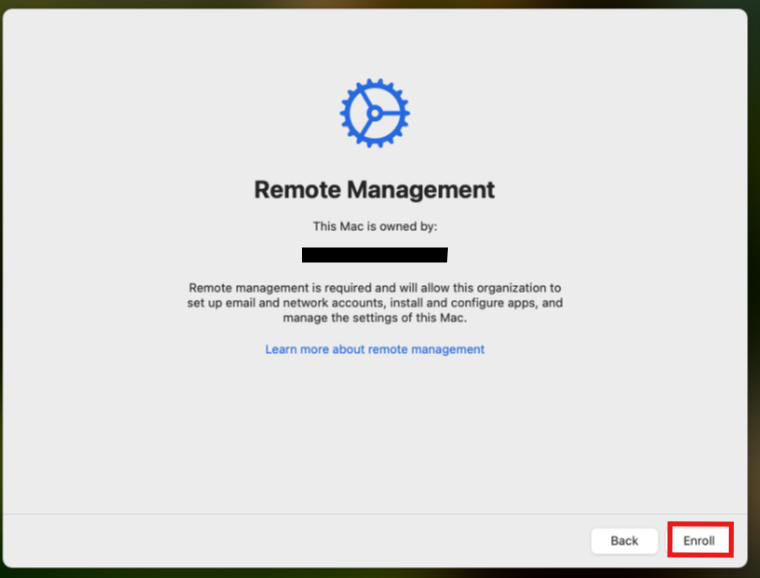 Remote Management
This Mac is owned by:
Remote management is required and will allow this organization to
set up email and network accounts, install and configure apps, and
manage the settings of this Mac.
Learn more about remote management
Back
Enroll